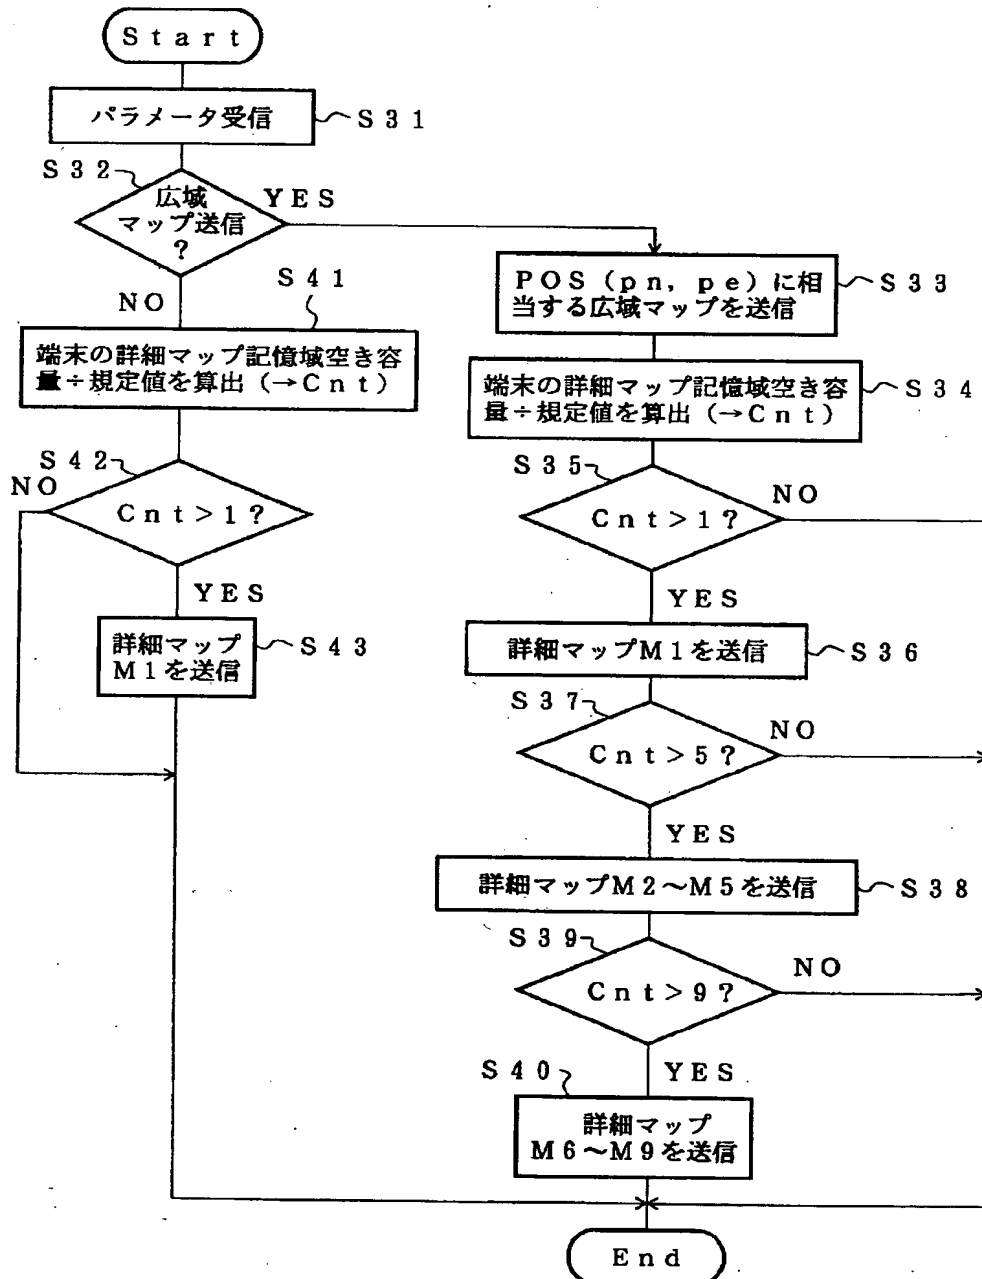 Start
パラメータ受信
S31
S32
広域
マップ送信
?
YES
NO
S41
端末の詳細マップ記憶域空き容
量÷規定値を算出(→Cnt)
S42
NO
Cnt>1?
YES
詳細マップ
M1を送信
S43
POS(pn, pe)に相
当する広域マップを送信
S33
端末の詳細マップ記憶域空き容
量÷規定値を算出(→Cnt)
S34
S35
Cnt>1?
NO
YES
詳細マップM1を送信
S36
S37
Cnt>5?
NO
YES
詳細マップM2～M5を送信
S38
S39
Cnt>9?
NO
YES
S40
詳細マップ
M6～M9を送信
End